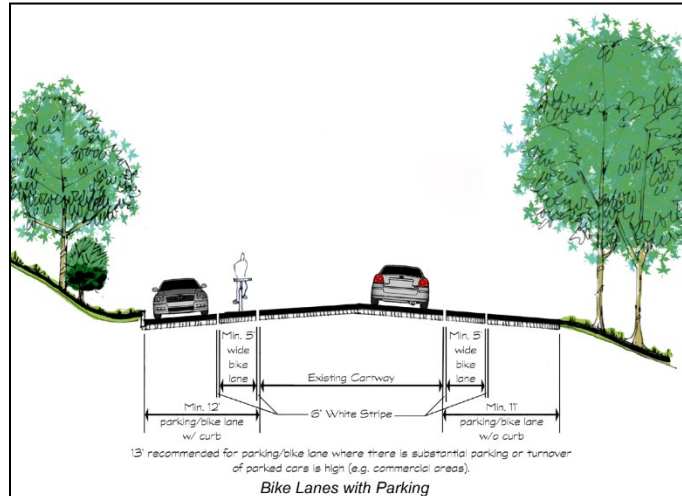 Min. 5
wide
bike
lane
Existing Cartway
Min. 5
wide
bike
lane
Min. 12'
parking/bike lane
w/ curb
6" White Stripe
Min. 11'
parking/bike lane
w/o curb
13' recommended for parking/bike lane where there is substantial parking or turnover
of parked cars is high (e.g. commercial areas).
Bike Lanes with Parking